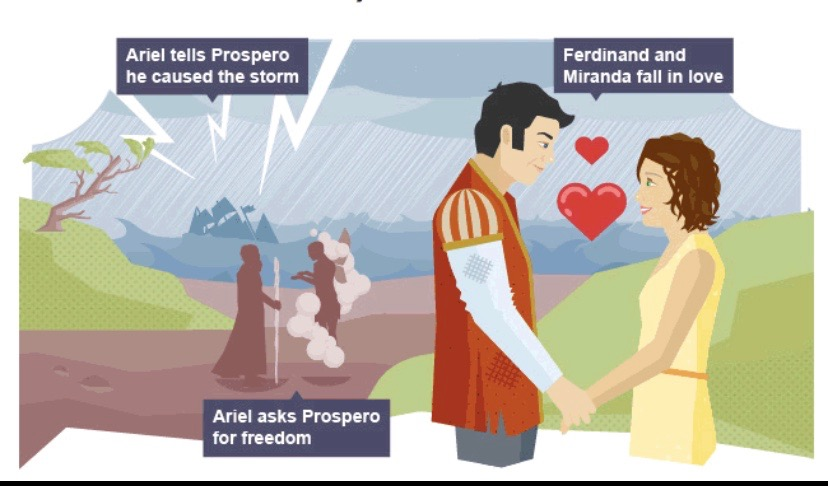 Ariel tells Prospero
he caused the storm
Ferdinand and
Miranda fall in love
Ariel asks Prospero
for freedom